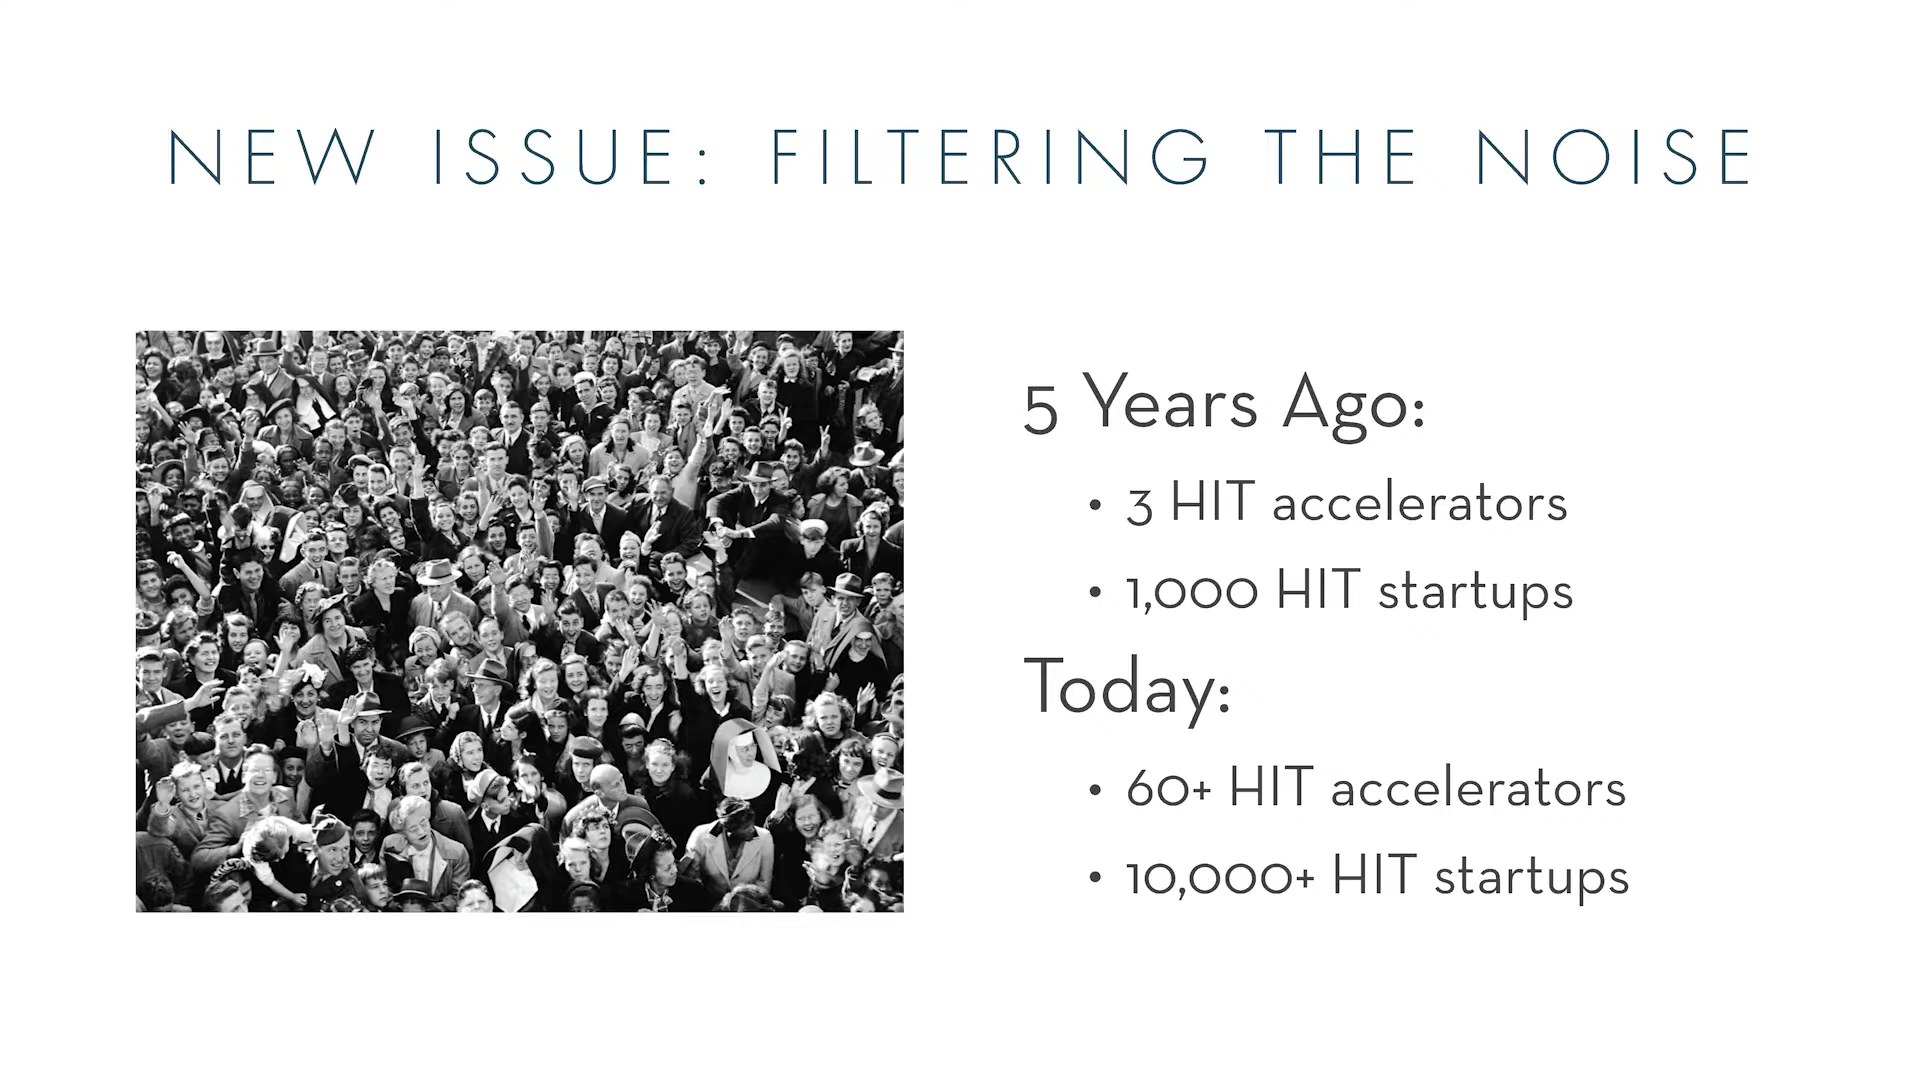 NEW ISSUE: FILTERING THE NOISE
5 Years Ago:
• 3 HIT accelerators
• 1,000 HIT startups
Today:
• 60+ HIT accelerators
• 10,000+ HIT startups